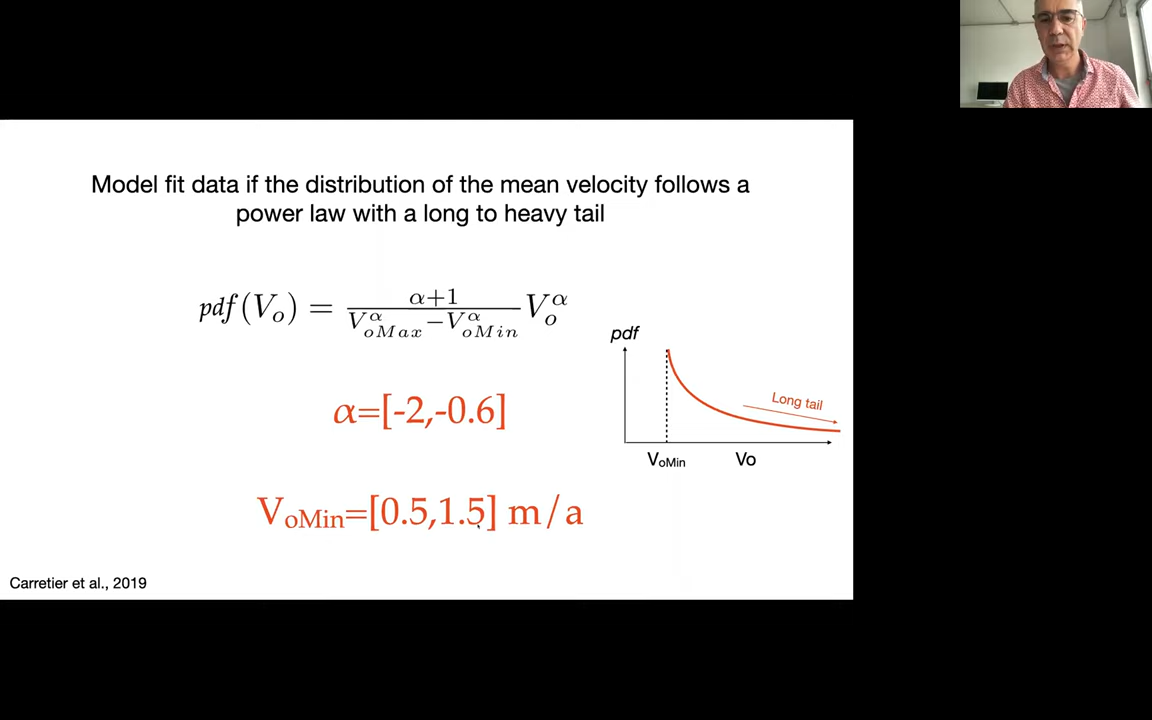 Model fit data if the distribution of the mean velocity follows a
power law with a long to heavy tail
pdf(Vₒ) = α+1 / (V^α_oMax − V^α_oMin) V^α_o
pdf
Long tail
α=[-2,-0.6]
VoMin Vo
VoMin=[0.5,1.5] m/a
Carretier et al., 2019